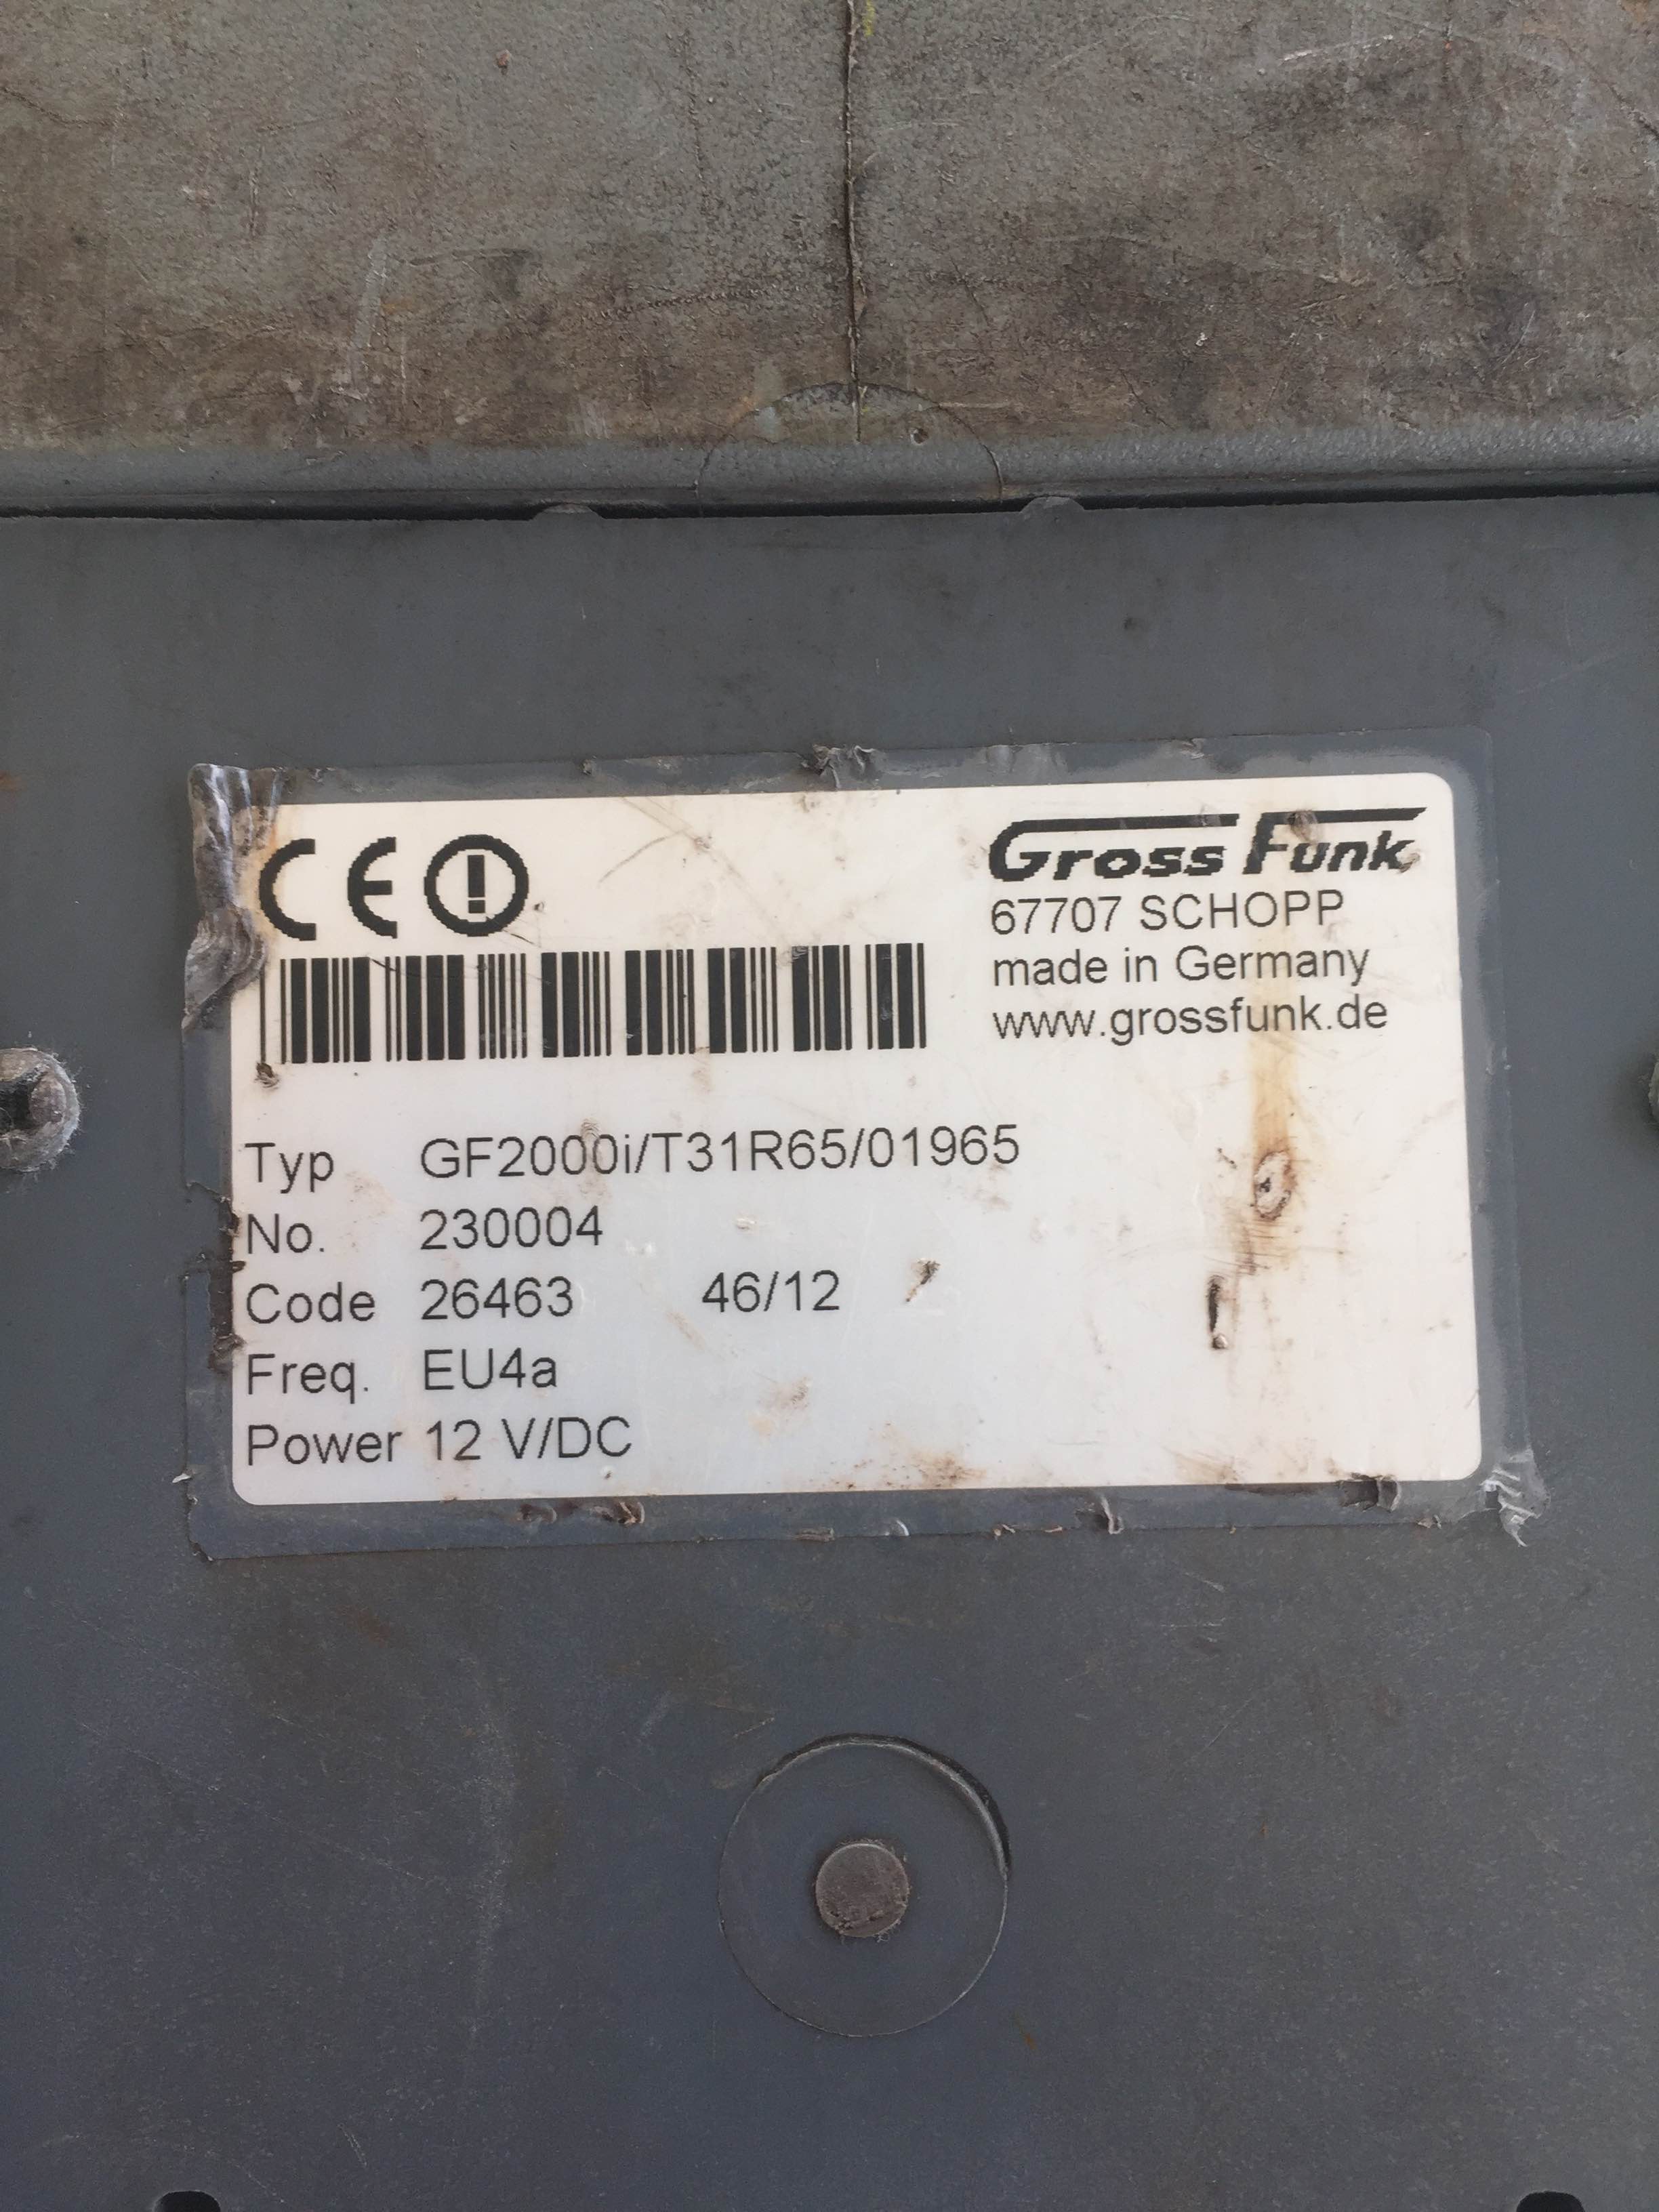 CE
Gross Funk
67707 SCHOPP
made in Germany
www.grossfunk.de
Typ GF2000i/T31R65/01965
No. 230004
Code 26463 46/12
Freq. EU4a
Power 12 V/DC